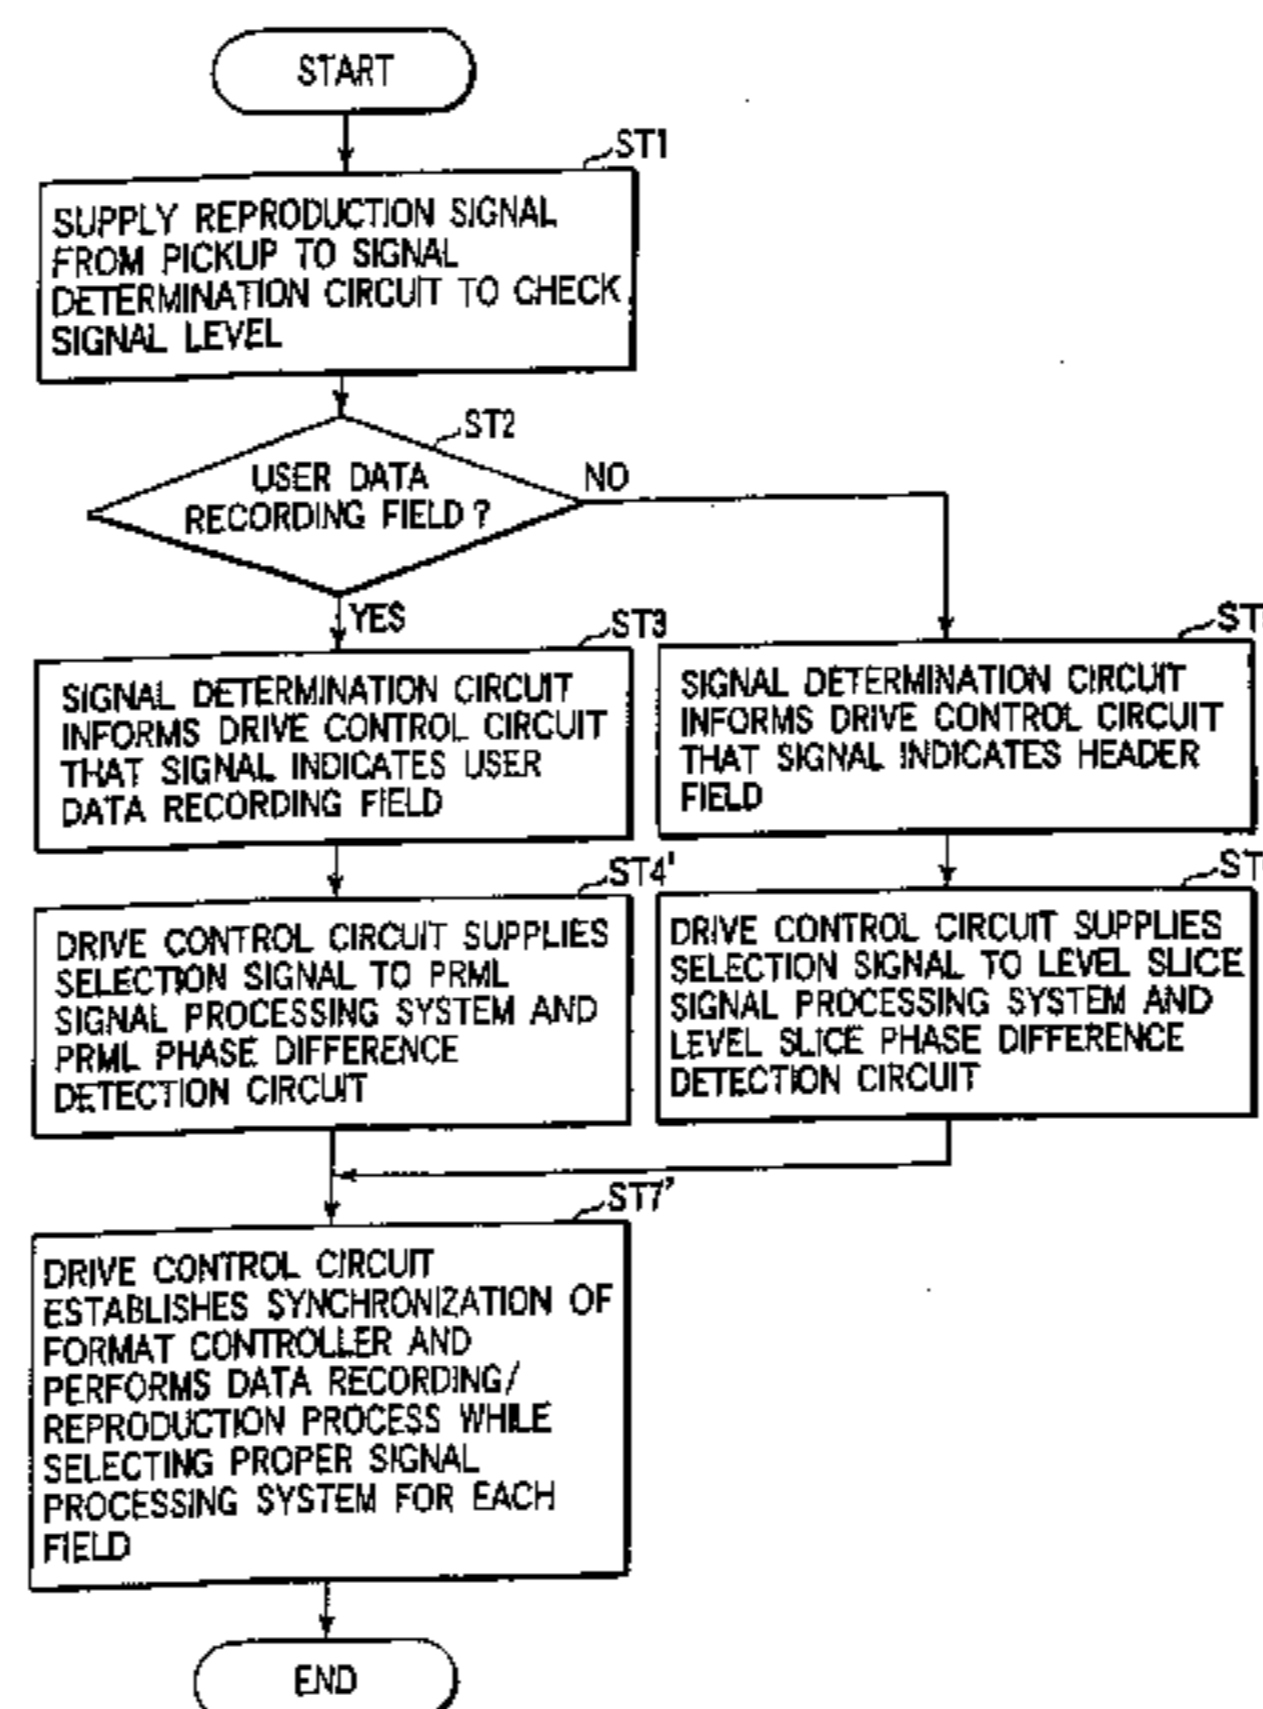 START
ST1
SUPPLY REPRODUCTION SIGNAL
FROM PICKUP TO SIGNAL
DETERMINATION CIRCUIT TO CHECK
SIGNAL LEVEL
ST2
USER DATA
RECORDING FIELD?
NO
YES
ST3
SIGNAL DETERMINATION CIRCUIT
INFORMS DRIVE CONTROL CIRCUIT
THAT SIGNAL INDICATES USER
DATA RECORDING FIELD
SIGNAL DETERMINATION CIRCUIT
INFORMS DRIVE CONTROL CIRCUIT
THAT SIGNAL INDICATES HEADER
FIELD
ST4'
DRIVE CONTROL CIRCUIT SUPPLIES
SELECTION SIGNAL TO PRML
SIGNAL PROCESSING SYSTEM AND
PRML PHASE DIFFERENCE
DETECTION CIRCUIT
DRIVE CONTROL CIRCUIT SUPPLIES
SELECTION SIGNAL TO LEVEL SLICE
SIGNAL PROCESSING SYSTEM AND
LEVEL SLICE PHASE DIFFERENCE
DETECTION CIRCUIT
ST7'
DRIVE CONTROL CIRCUIT
ESTABLISHES SYNCHRONIZATION OF
FORMAT CONTROLLER AND
PERFORMS DATA RECORDING/
REPRODUCTION PROCESS WHILE
SELECTING PROPER SIGNAL
PROCESSING SYSTEM FOR EACH
FIELD
END